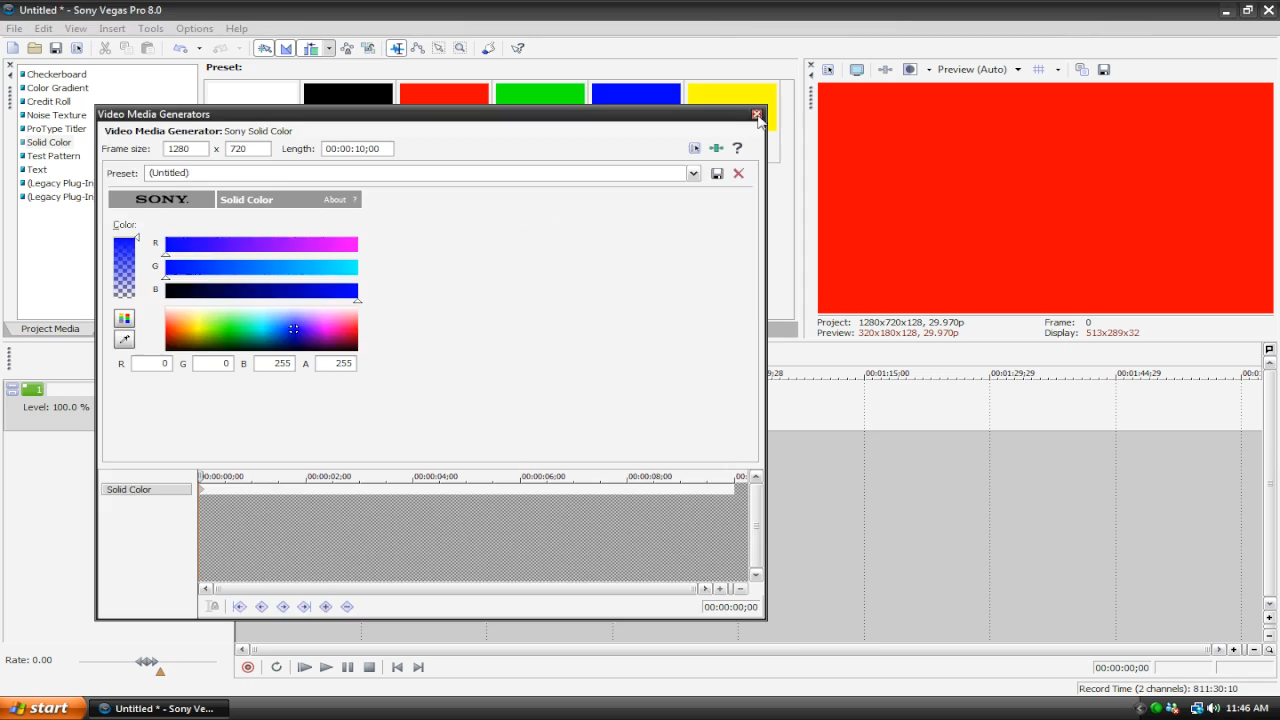 Untitled * - Sony Vegas Pro 8.0
File Edit View Insert Tools Options Help
Checkerboard
Color Gradient
Credit Roll
Noise Texture
ProType Titler
Solid Color
Test Pattern
Text
(Legacy Plug-In
(Legacy Plug-In
Project Media
Preset:
Preview (Auto)
Video Media Generators
Video Media Generator: Sony Solid Color
Frame size: 1280 x 720 Length: 00:00:10;00
Preset: (Untitled)
SONY. Solid Color About ?
Color:
R
G
B
R 0 G 0 B 255 A 255
00:00:00;00 00:00:02;00 00:00:04;00 00:00:06;00 00:00:08;00 00:
Solid Color
00:00:00;00
Project: 1280x720x128, 29.970p Frame: 0
Preview: 320x180x128, 29.970p Display: 513x289x32
9;28 00:01:15;00 00:01:29;29 00:01:44;29 00:0
1
Level: 100.0 %
Rate: 0.00
00:00:00;00
Record Time (2 channels): 811:30:10
start Untitled * - Sony Ve... 11:46 AM